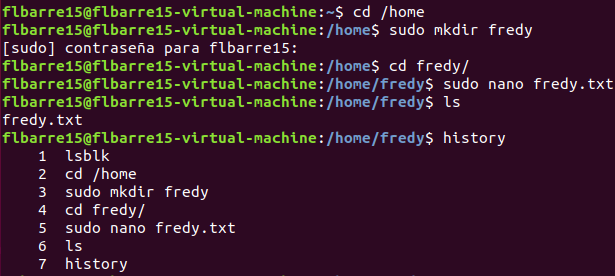 flbarre15@flbarre15-virtual-machine:~$ cd /home
flbarre15@flbarre15-virtual-machine:/home$ sudo mkdir fredy
[sudo] contraseña para flbarre15:
flbarre15@flbarre15-virtual-machine:/home$ cd fredy/
flbarre15@flbarre15-virtual-machine:/home/fredy$ sudo nano fredy.txt
flbarre15@flbarre15-virtual-machine:/home/fredy$ ls
fredy.txt
flbarre15@flbarre15-virtual-machine:/home/fredy$ history
1 lsblk
2 cd /home
3 sudo mkdir fredy
4 cd fredy/
5 sudo nano fredy.txt
6 ls
7 history